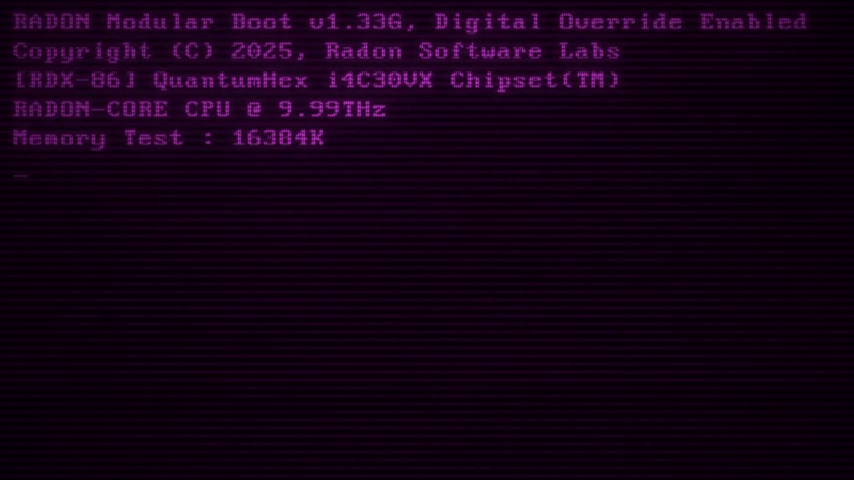 RADON Modular Boot v1.33G, Digital Override Enabled
Copyright (C) 2025, Radon Software Labs
[RDX-86] QuantumHex i4C30VX Chipset(TM)
RADON-CORE CPU @ 9.99THz
Memory Test : 16384K
_